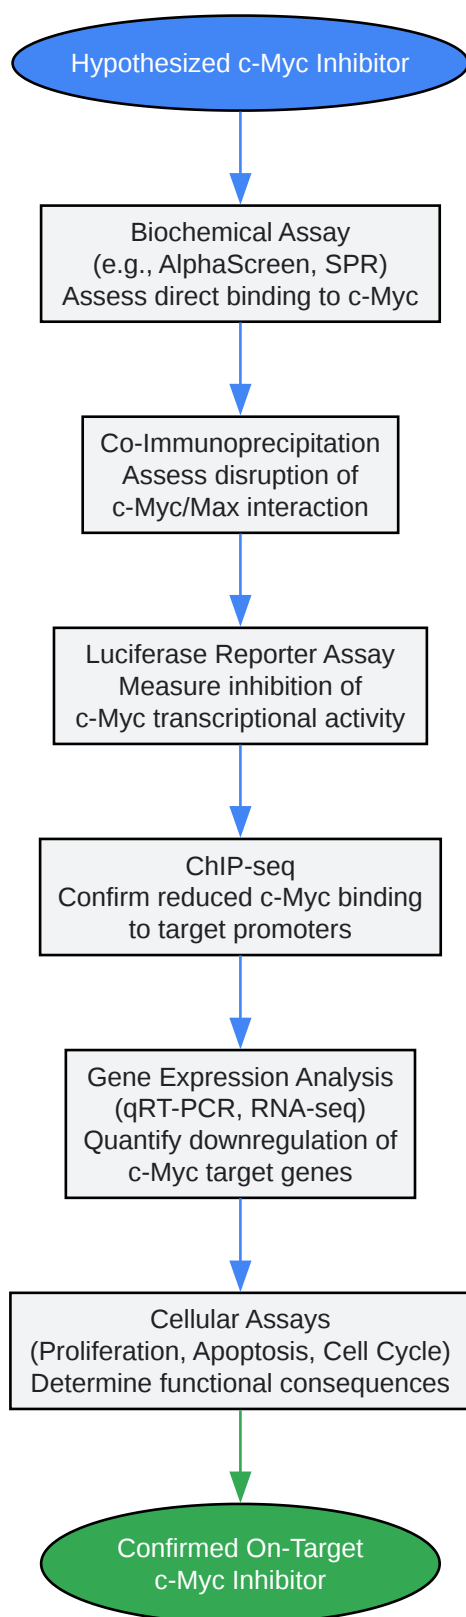 Hypothesized c-Myc Inhibitor
Biochemical Assay
(e.g., AlphaScreen, SPR)
Assess direct binding to c-Myc
Co-Immunoprecipitation
Assess disruption of
c-Myc/Max interaction
Luciferase Reporter Assay
Measure inhibition of
c-Myc transcriptional activity
ChIP-seq
Confirm reduced c-Myc binding
to target promoters
Gene Expression Analysis
(qRT-PCR, RNA-seq)
Quantify downregulation of
c-Myc target genes
Cellular Assays
(Proliferation, Apoptosis, Cell Cycle)
Determine functional consequences
Confirmed On-Target
c-Myc Inhibitor